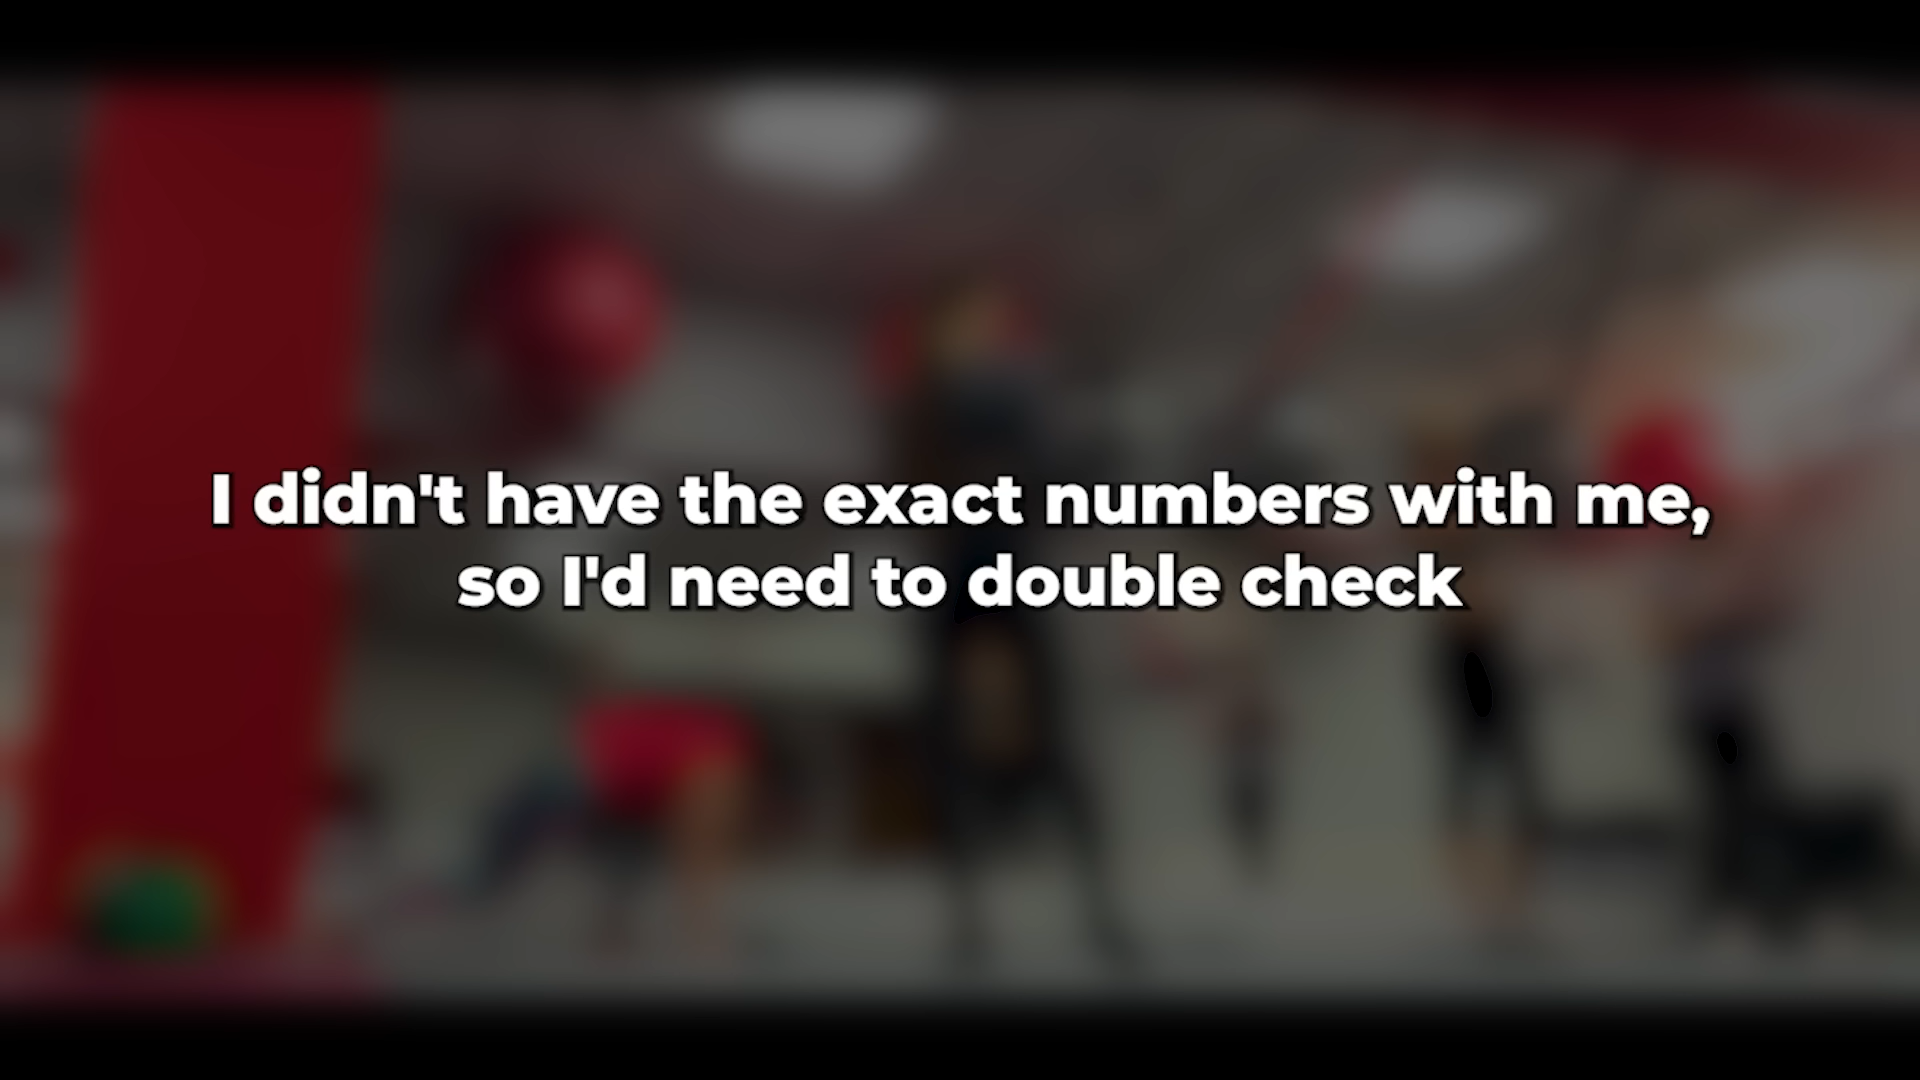 I didn't have the exact numbers with me,
so I'd need to double check